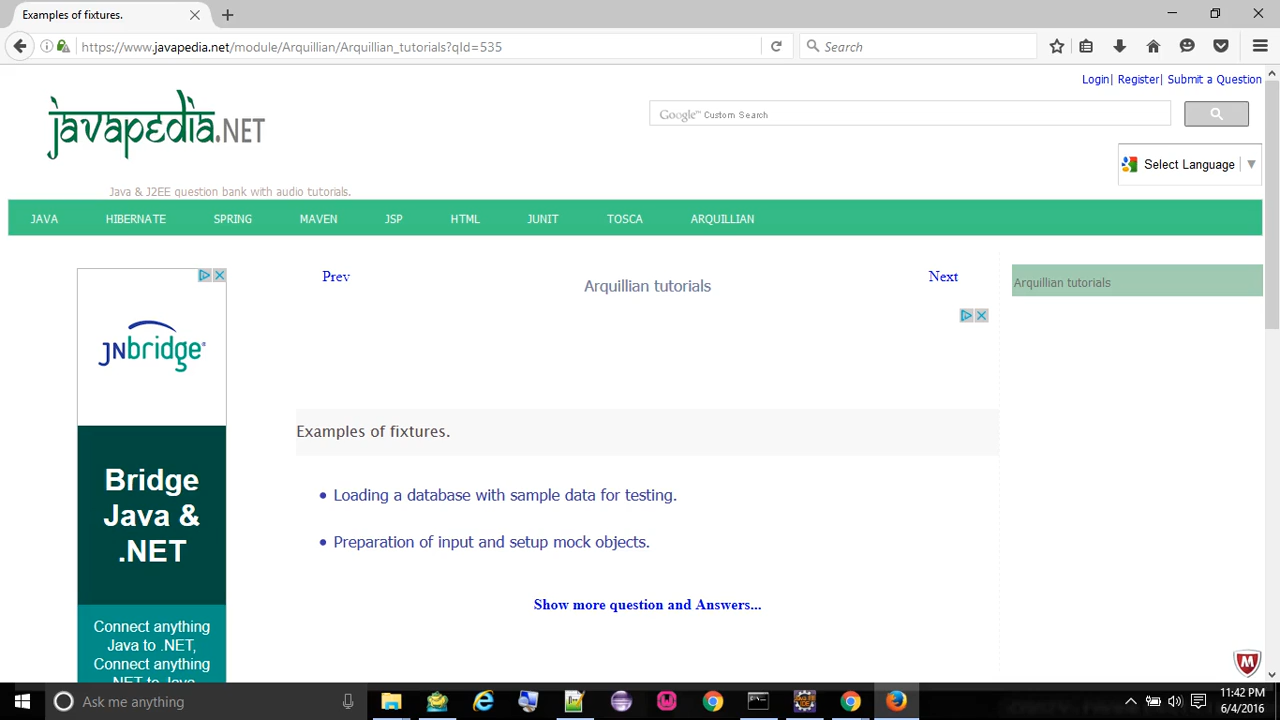 Examples of fixtures.
https://www.javapedia.net/module/Arquillian/Arquillian_tutorials?qId=535
Search
Login| Register| Submit a Question
javapedia.NET
Google™ Custom Search
Select Language
Java & J2EE question bank with audio tutorials.
JAVA HIBERNATE SPRING MAVEN JSP HTML JUNIT TOSCA ARQUILLIAN
Prev
Arquillian tutorials
Next
Arquillian tutorials
jnbridge
Bridge
Java &
.NET
Connect anything
Java to .NET,
Connect anything
.NET to Java
Examples of fixtures.
• Loading a database with sample data for testing.
• Preparation of input and setup mock objects.
Show more question and Answers...
Ask me anything
11:42 PM
6/4/2016